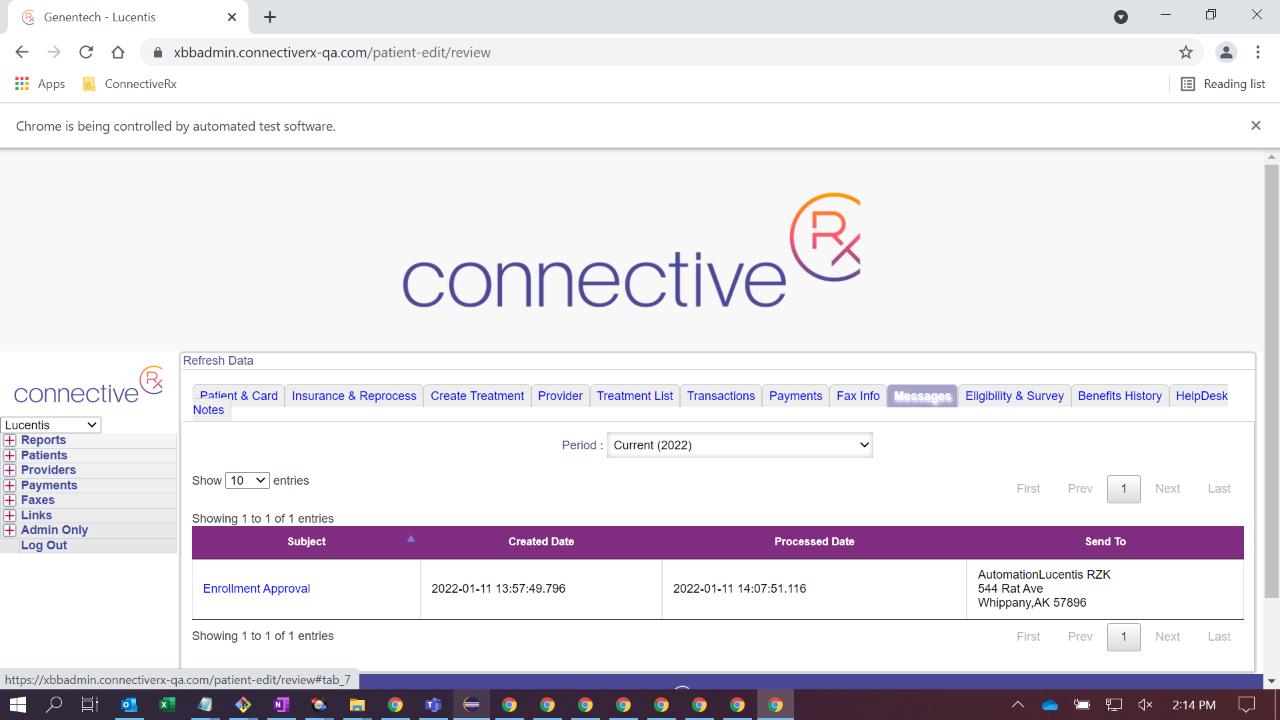 Genentech - Lucentis
xbbadmin.connectiverx-qa.com/patient-edit/review
Apps
ConnectiveRx
Reading list
Chrome is being controlled by automated test software.
connective Rx
connective Rx
Lucentis
Reports
Patients
Providers
Payments
Faxes
Links
Admin Only
Log Out
Refresh Data
Patient & Card Insurance & Reprocess Create Treatment Provider Treatment List Transactions Payments Fax Info Messages Eligibility & Survey Benefits History HelpDesk
Notes
Period : Current (2022)
Show 10 entries
First Prev 1 Next Last
Showing 1 to 1 of 1 entries
Subject Created Date Processed Date Send To
Enrollment Approval 2022-01-11 13:57:49.796 2022-01-11 14:07:51.116 AutomationLucentis RZK
544 Rat Ave
Whippany,AK 57896
Showing 1 to 1 of 1 entries
First Prev 1 Next Last
https://xbbadmin.connectiverx-qa.com/patient-edit/review#tab_7
2:14 PM